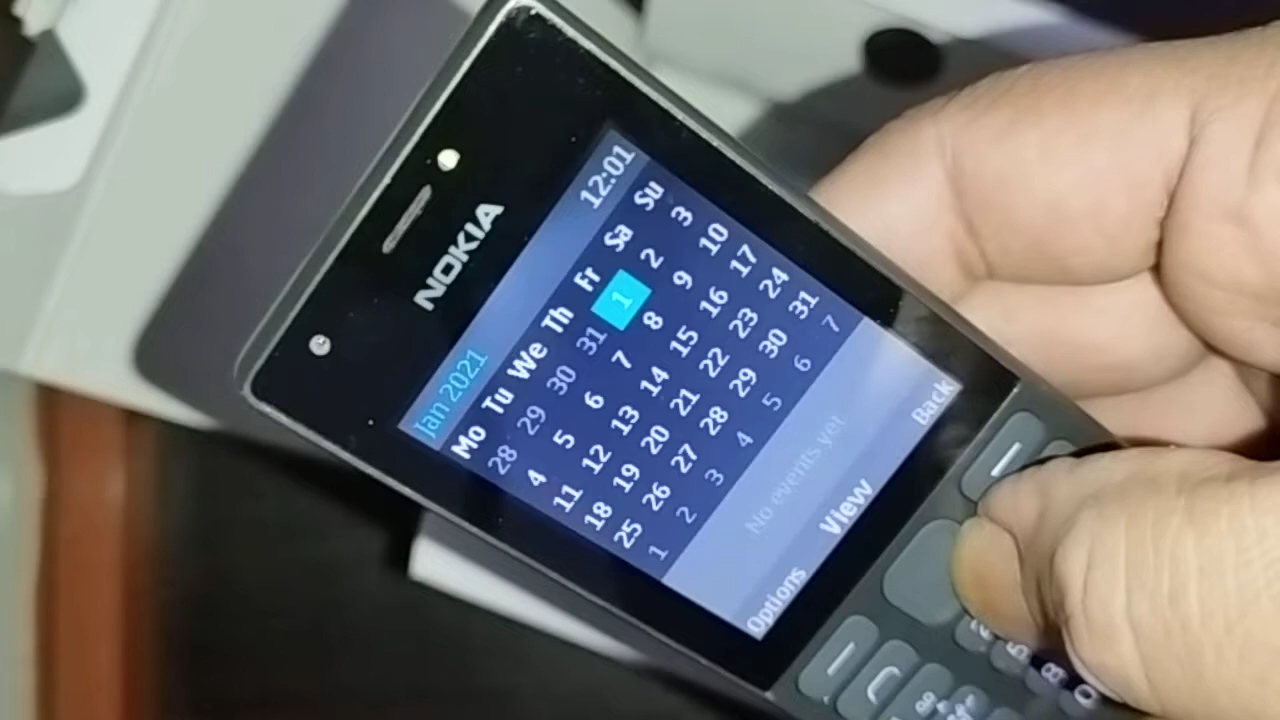 NOKIA
Jan 2021 12:01
Mo Tu We Th Fr Sa Su
28 29 30 31 1 2 3
4 5 6 7 8 9 10
11 12 13 14 15 16 17
18 19 20 21 22 23 24
25 26 27 28 29 30 31
1 2 3 4 5 6 7
No events yet
Options View Back